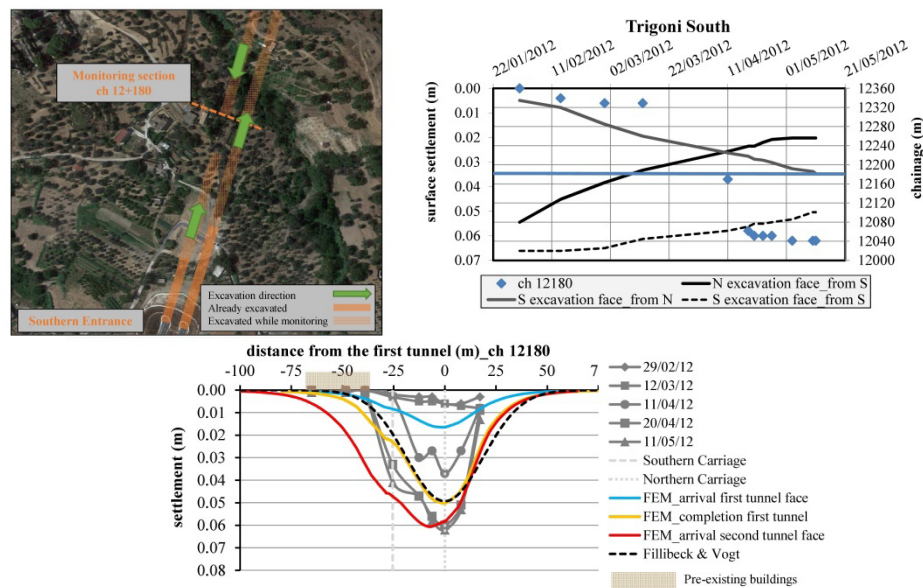 Monitoring section
ch 12+180
Excavation direction
Already excavated
Excavated while monitoring
Southern Entrance
Trigoni South
22/01/2012
11/02/2012
02/03/2012
22/03/2012
11/04/2012
01/05/2012
21/05/2012
surface settlement (m)
0.00
0.01
0.02
0.03
0.04
0.05
0.06
0.07
12360
12320
12280
12240
12200
12160
12120
12080
12040
12000
chainage (m)
ch 12180
N excavation face_from S
S excavation face_from N
S excavation face_from S
distance from the first tunnel (m)_ch 12180
-100
-75
-50
-25
0
25
50
7
settlement (m)
0.00
0.01
0.02
0.03
0.04
0.05
0.06
0.07
0.08
29/02/12
12/03/12
11/04/12
20/04/12
11/05/12
Southern Carriage
Northern Carriage
FEM_arrival first tunnel face
FEM_completion first tunnel
FEM_arrival second tunnel face
Fillibeck & Vogt
Pre-existing buildings